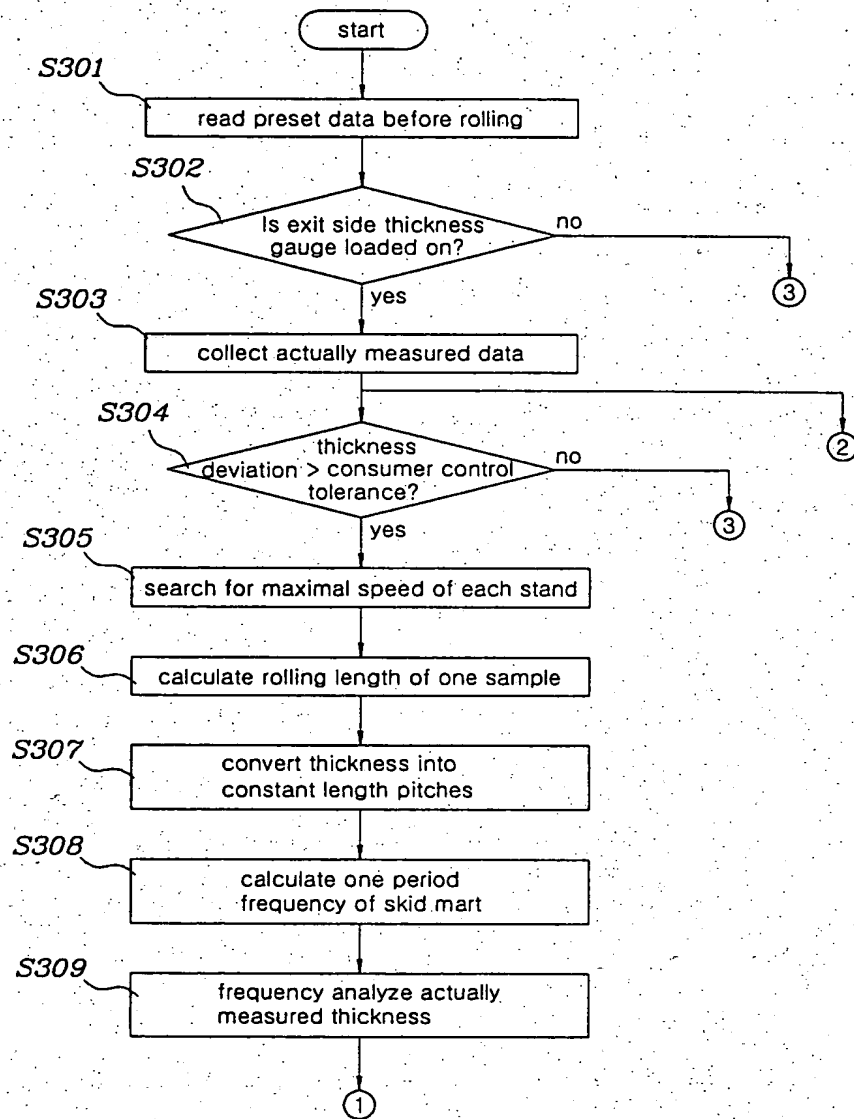 start
S301
read preset data before rolling
S302
Is exit side thickness
gauge loaded on?
no
3
yes
S303
collect actually measured data
2
S304
thickness
deviation > consumer control
tolerance?
no
3
yes
S305
search for maximal speed of each stand
S306
calculate rolling length of one sample
S307
convert thickness into
constant length pitches
S308
calculate one period
frequency of skid mart
S309
frequency analyze actually
measured thickness
1